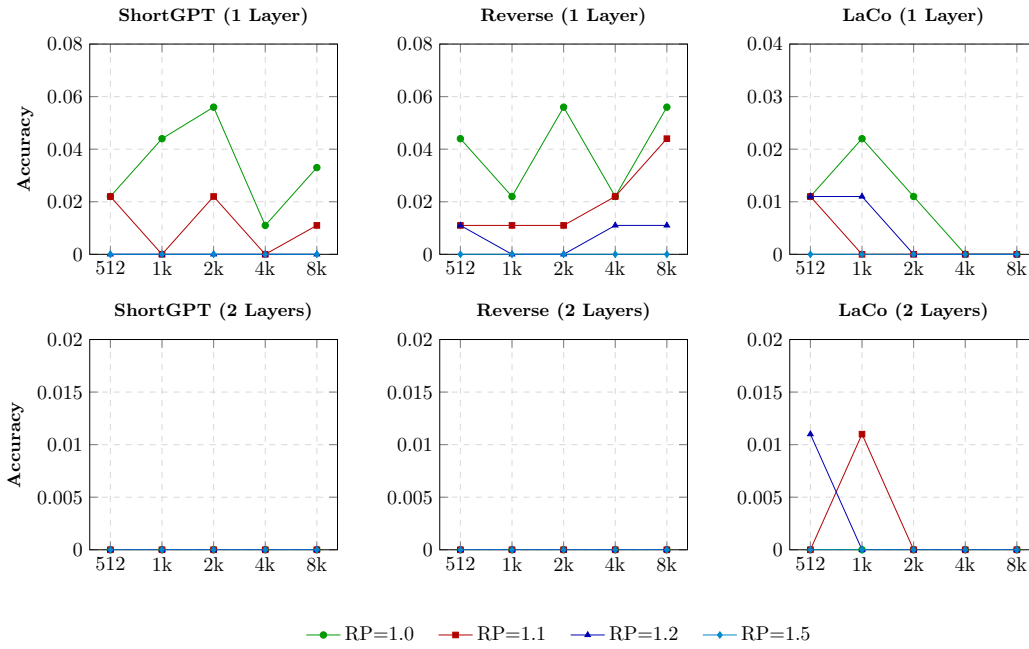 ShortGPT (1 Layer)
Reverse (1 Layer)
LaCo (1 Layer)
Accuracy
0.08
0.06
0.04
0.02
0
512 1k 2k 4k 8k
0.08
0.06
0.04
0.02
0
512 1k 2k 4k 8k
0.04
0.03
0.02
0.01
0
512 1k 2k 4k 8k
ShortGPT (2 Layers)
Reverse (2 Layers)
LaCo (2 Layers)
Accuracy
0.02
0.015
0.01
0.005
0
512 1k 2k 4k 8k
0.02
0.015
0.01
0.005
0
512 1k 2k 4k 8k
0.02
0.015
0.01
0.005
0
512 1k 2k 4k 8k
RP=1.0 RP=1.1 RP=1.2 RP=1.5